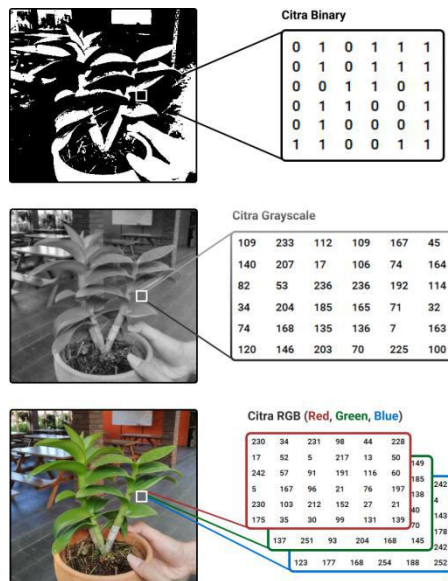 Citra Binary
0 1 0 1 1 1
0 1 0 1 1 1
0 0 1 1 0 1
0 1 1 0 0 1
0 1 0 0 0 1
1 1 0 0 1 1
Citra Grayscale
109 233 112 109 167 45
140 207 17 106 74 164
82 53 236 236 192 114
34 204 185 165 71 32
74 168 135 136 7 163
120 146 203 70 225 100
Citra RGB (Red, Green, Blue)
230 34 231 98 44 228
17 52 5 217 13 50
242 57 91 191 116 60
5 167 96 21 76 197
230 103 212 152 27 21
175 35 30 99 131 139
149
185
138
40
70
137 251 93 204 168 145
242
4
143
178
242
123 177 168 254 188 252